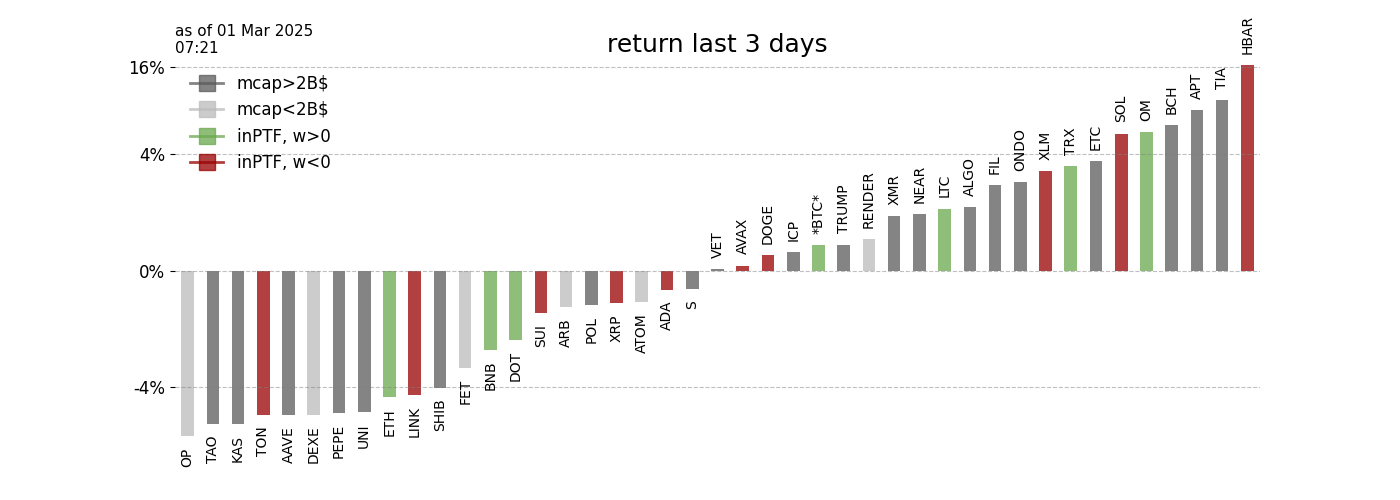 as of 01 Mar 2025
07:21
return last 3 days
16%
4%
0%
-4%
mcap>2B$
mcap<2B$
inPTF, w>0
inPTF, w<0
OP
TAO
KAS
TON
AAVE
DEXE
PEPE
UNI
ETH
LINK
SHIB
FET
BNB
DOT
SUI
ARB
POL
XRP
ATOM
ADA
S
VET
AVAX
DOGE
ICP
*BTC*
TRUMP
RENDER
XMR
NEAR
LTC
ALGO
FIL
ONDO
XLM
TRX
ETC
SOL
OM
BCH
APT
TIA
HBAR